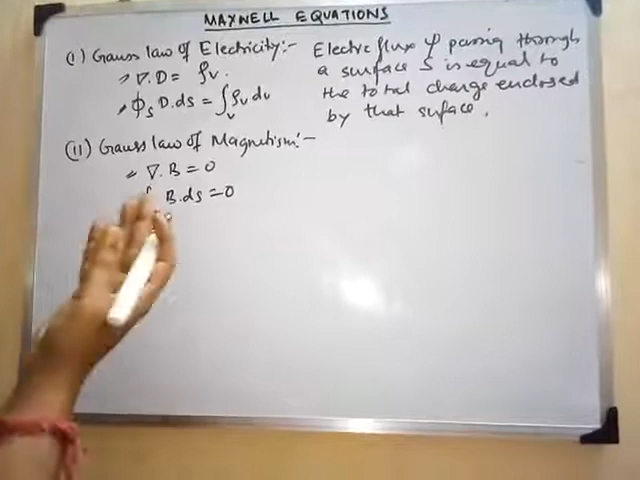 MAXWELL EQUATIONS
(I) Gauss law of Electricity:-
∇.D = ρv.
∮s D.ds = ∫v ρv dv
Electric flux ψ passing through
a surface S is equal to
the total charge enclosed
by that surface.
(II) Gauss law of Magnetism:-
∇.B = 0
B.ds = 0